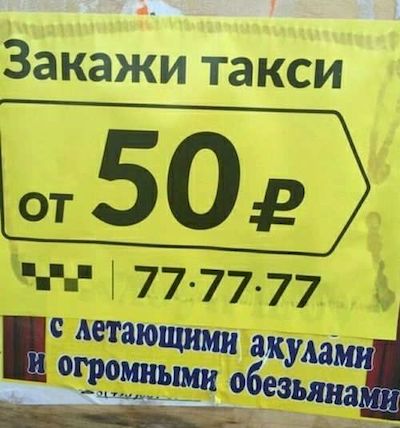 Закажи такси
от 50 ₽
77·77·77
с летающими акулами
и огромными обезьянами